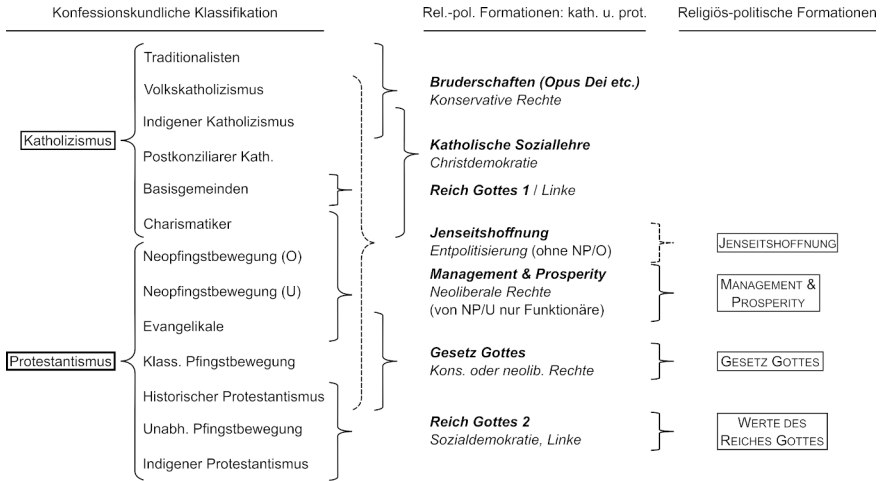 Konfessionskundliche Klassifikation
Rel.-pol. Formationen: kath. u. prot.
Religiös-politische Formationen
Katholizismus
Traditionalisten
Volkskatholizismus
Indigener Katholizismus
Postkonziliarer Kath.
Basisgemeinden
Charismatiker
Protestantismus
Neopfingstbewegung (O)
Neopfingstbewegung (U)
Evangelikale
Klass. Pfingstbewegung
Historischer Protestantismus
Unabh. Pfingstbewegung
Indigener Protestantismus
Bruderschaften (Opus Dei etc.)
Konservative Rechte
Katholische Soziallehre
Christdemokratie
Reich Gottes 1 / Linke
Jenseitshoffnung
Entpolitisierung (ohne NP/O)
Management & Prosperity
Neoliberale Rechte
(von NP/U nur Funktionäre)
Gesetz Gottes
Kons. oder neolib. Rechte
Reich Gottes 2
Sozialdemokratie, Linke
JENSEITSHOFFNUNG
MANAGEMENT &
PROSPERITY
GESETZ GOTTES
WERTE DES
REICHES GOTTES